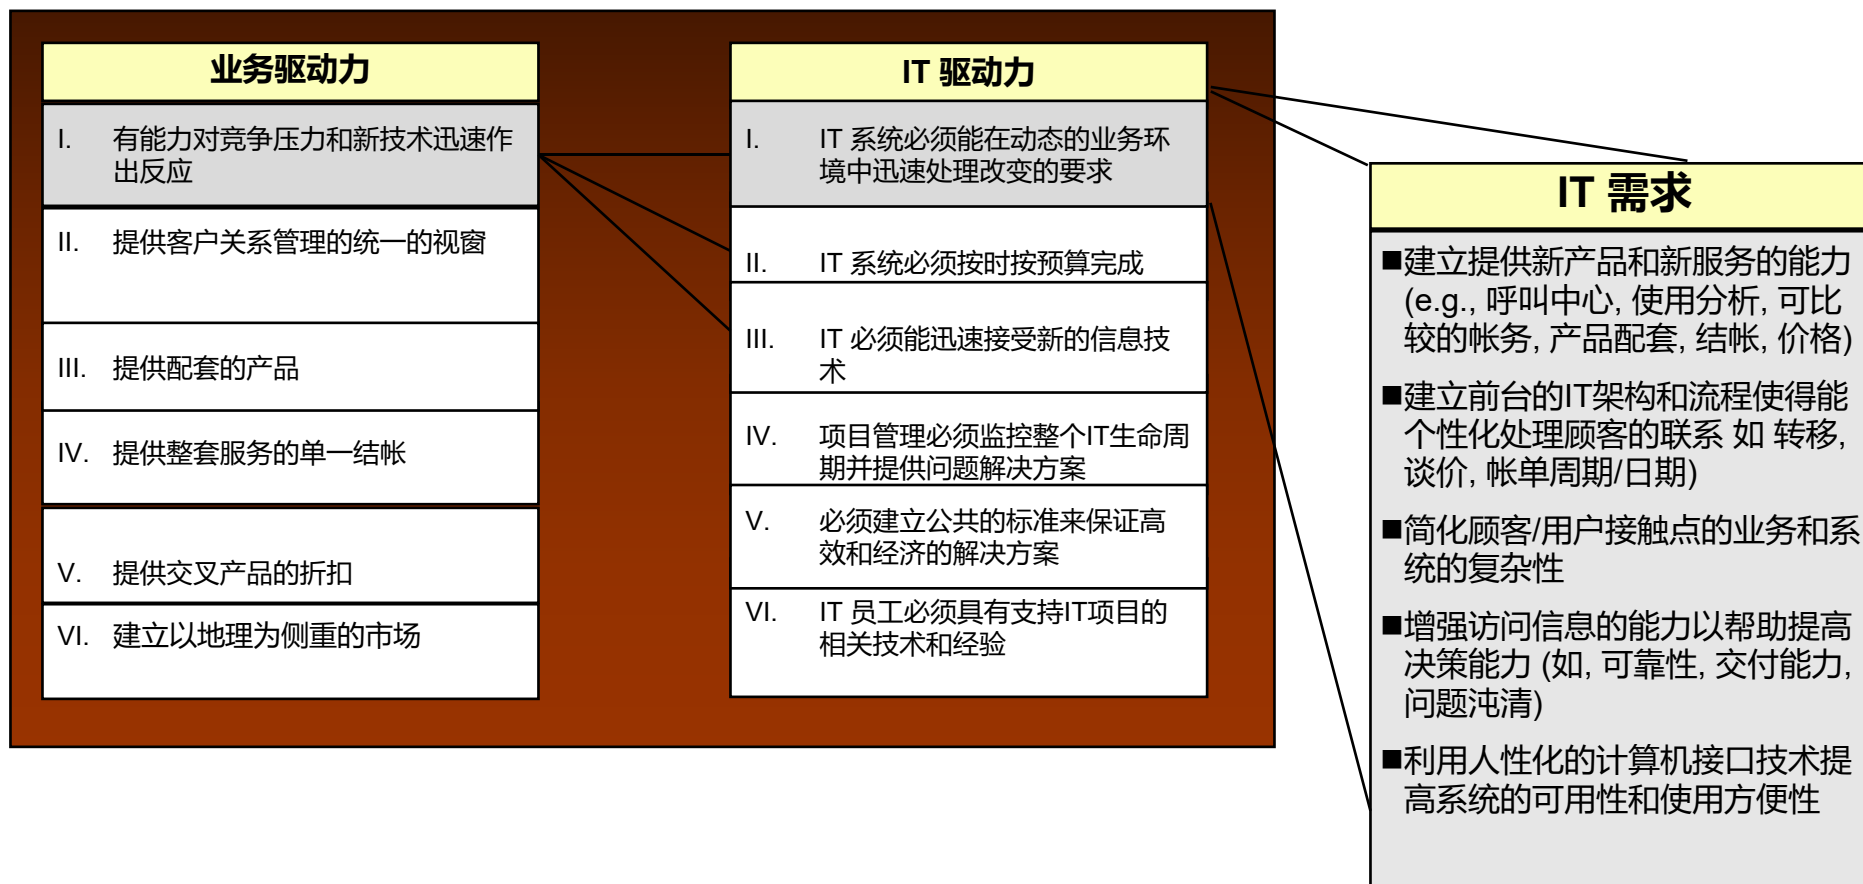 业务驱动力
I. 有能力对竞争压力和新技术迅速作
出反应
II. 提供客户关系管理的统一的视窗
III. 提供配套的产品
IV. 提供整套服务的单一结帐
V. 提供交叉产品的折扣
VI. 建立以地理为侧重的市场
IT 驱动力
I. IT 系统必须能在动态的业务环
境中迅速处理改变的要求
II. IT 系统必须按时按预算完成
III. IT 必须能迅速接受新的信息技
术
IV. 项目管理必须监控整个IT生命周
期并提供问题解决方案
V. 必须建立公共的标准来保证高
效和经济的解决方案
VI. IT 员工必须具有支持IT项目的
相关技术和经验
IT 需求
■建立提供新产品和新服务的能力
(e.g., 呼叫中心, 使用分析, 可比
较的帐务, 产品配套, 结帐, 价格)
■建立前台的IT架构和流程使得能
个性化处理顾客的联系 如 转移,
谈价, 帐单周期/日期)
■简化顾客/用户接触点的业务和系
统的复杂性
■增强访问信息的能力以帮助提高
决策能力 (如, 可靠性, 交付能力,
问题沌清)
■利用人性化的计算机接口技术提
高系统的可用性和使用方便性